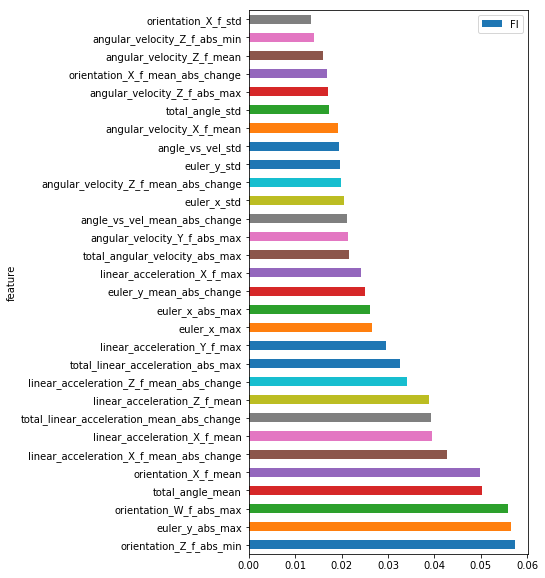 FI
orientation_X_f_std
angular_velocity_Z_f_abs_min
angular_velocity_Z_f_mean
orientation_X_f_mean_abs_change
angular_velocity_Z_f_abs_max
total_angle_std
angular_velocity_X_f_mean
angle_vs_vel_std
euler_y_std
angular_velocity_Z_f_mean_abs_change
euler_x_std
angle_vs_vel_mean_abs_change
angular_velocity_Y_f_abs_max
total_angular_velocity_abs_max
linear_acceleration_X_f_max
euler_y_mean_abs_change
euler_x_abs_max
euler_x_max
linear_acceleration_Y_f_max
total_linear_acceleration_abs_max
linear_acceleration_Z_f_mean_abs_change
linear_acceleration_Z_f_mean
total_linear_acceleration_mean_abs_change
linear_acceleration_X_f_mean
linear_acceleration_X_f_mean_abs_change
orientation_X_f_mean
total_angle_mean
orientation_W_f_abs_max
euler_y_abs_max
orientation_Z_f_abs_min
feature
0.00 0.01 0.02 0.03 0.04 0.05 0.06